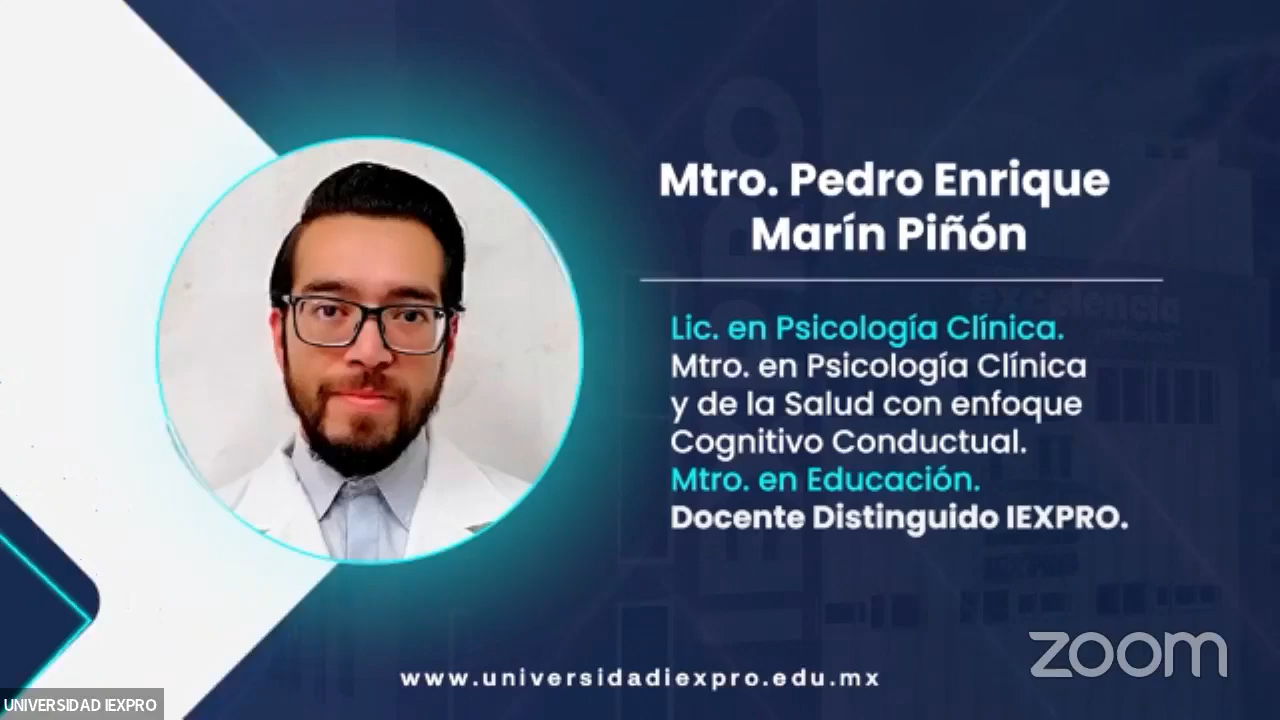 Mtro. Pedro Enrique
Marín Piñón
Lic. en Psicología Clínica.
Mtro. en Psicología Clínica
y de la Salud con enfoque
Cognitivo Conductual.
Mtro. en Educación.
Docente Distinguido IEXPRO.
excelencia
zoom
www.universidadiexpro.edu.mx
UNIVERSIDAD IEXPRO